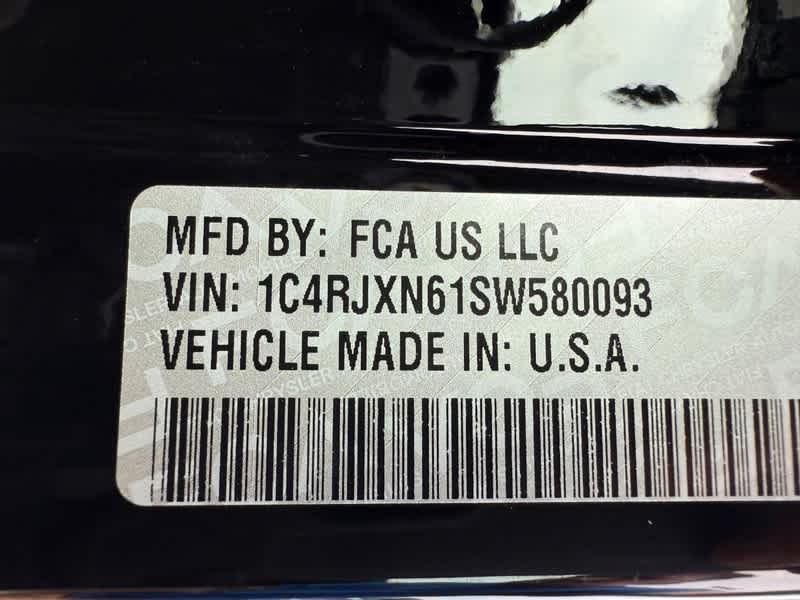 MFD BY: FCA US LLC
VIN: 1C4RJXN61SW580093
VEHICLE MADE IN: U.S.A.